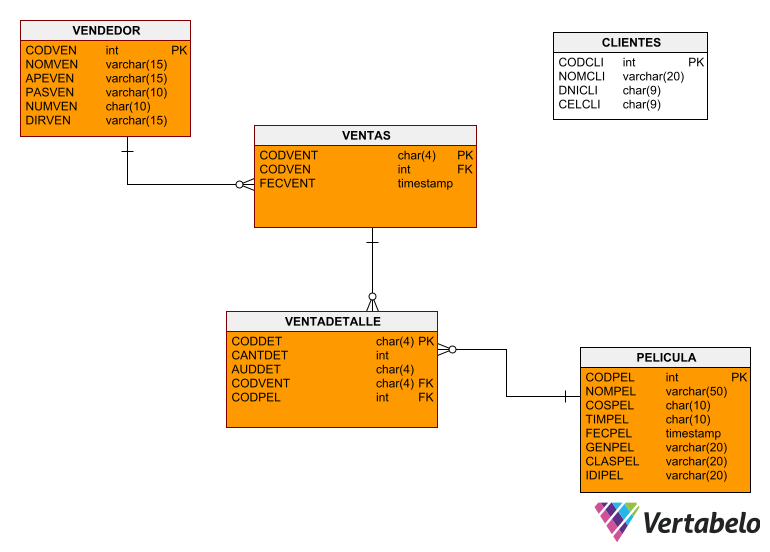 VENDEDOR
CODVEN int PK
NOMVEN varchar(15)
APEVEN varchar(15)
PASVEN varchar(10)
NUMVEN char(10)
DIRVEN varchar(15)
CLIENTES
CODCLI int PK
NOMCLI varchar(20)
DNICLI char(9)
CELCLI char(9)
VENTAS
CODVENT char(4) PK
CODVEN int FK
FECVENT timestamp
VENTADETALLE
CODDET char(4) PK
CANTDET int
AUDDET char(4)
CODVENT char(4) FK
CODPEL int FK
PELICULA
CODPEL int PK
NOMPEL varchar(50)
COSPEL char(10)
TIMPEL char(10)
FECPEL timestamp
GENPEL varchar(20)
CLASPEL varchar(20)
IDIPEL varchar(20)
Vertabelo